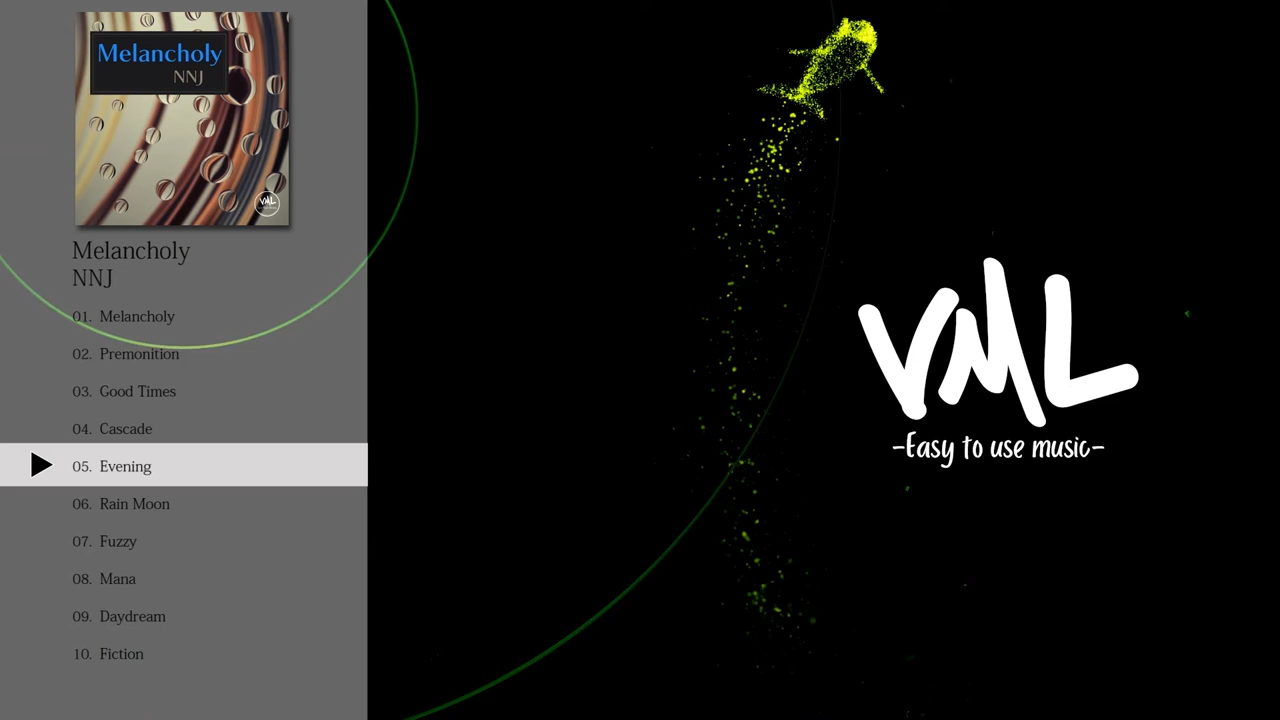 Melancholy
NNJ
VML
Melancholy
NNJ
01. Melancholy
02. Premonition
03. Good Times
04. Cascade
05. Evening
06. Rain Moon
07. Fuzzy
08. Mana
09. Daydream
10. Fiction
VML
-Easy to use music-